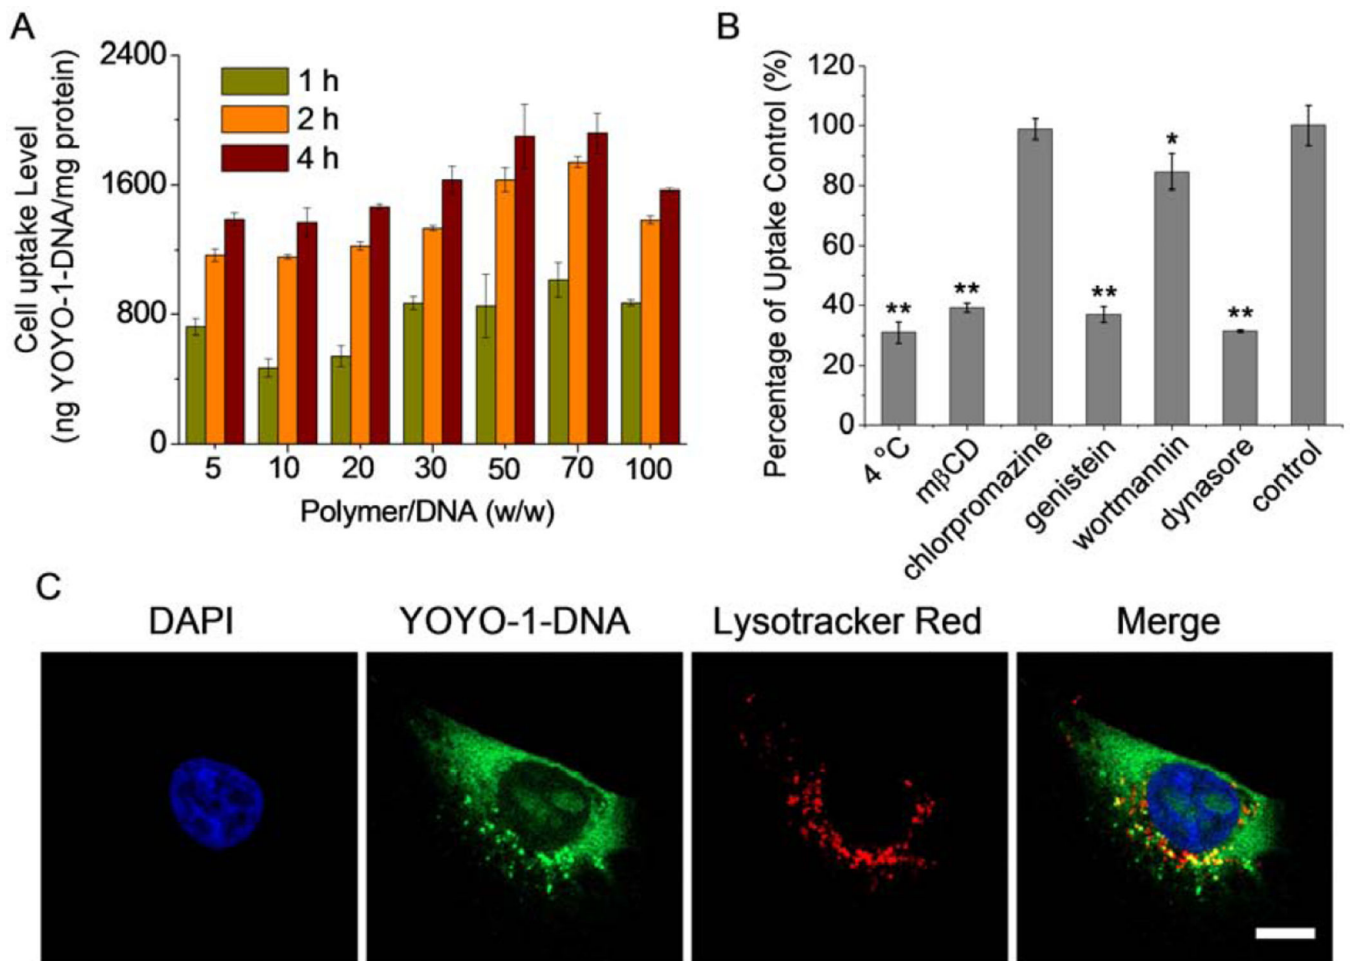 A
Cell uptake Level
(ng YOYO-1-DNA/mg protein)
2400
1600
800
0
1 h
2 h
4 h
5 10 20 30 50 70 100
Polymer/DNA (w/w)
B
Percentage of Uptake Control (%)
120
100
80
60
40
20
0
**
**
**
*
**
4 °C
mβCD
chlorpromazine
genistein
wortmannin
dynasore
control
C
DAPI YOYO-1-DNA Lysotracker Red Merge